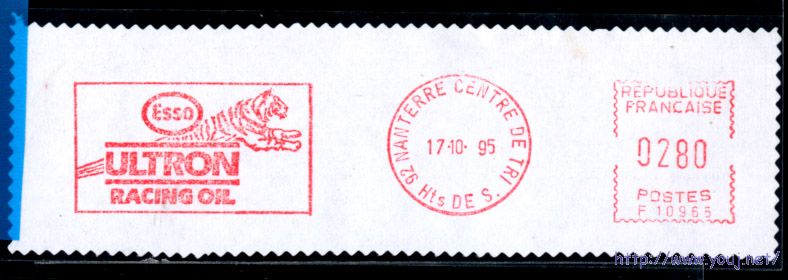 Esso
ULTRON
RACING OIL
92 NANTERRE CENTRE DE TRI
17-10- 95
Hts DE S.
REPUBLIQUE
FRANCAISE
0280
POSTES
F 10965
http://www.youj.net/